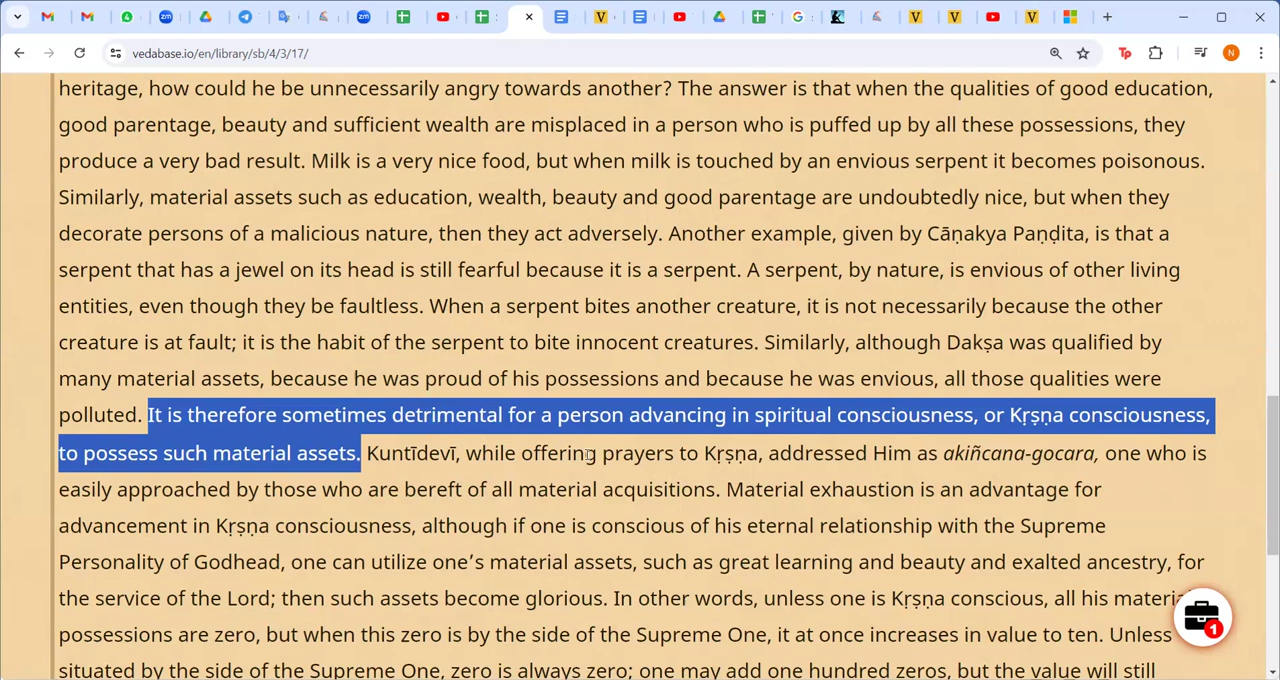 vedabase.io/en/library/sb/4/3/17/
Tp
N
heritage, how could he be unnecessarily angry towards another? The answer is that when the qualities of good education,
good parentage, beauty and sufficient wealth are misplaced in a person who is puffed up by all these possessions, they
produce a very bad result. Milk is a very nice food, but when milk is touched by an envious serpent it becomes poisonous.
Similarly, material assets such as education, wealth, beauty and good parentage are undoubtedly nice, but when they
decorate persons of a malicious nature, then they act adversely. Another example, given by Cāṇakya Paṇḍita, is that a
serpent that has a jewel on its head is still fearful because it is a serpent. A serpent, by nature, is envious of other living
entities, even though they be faultless. When a serpent bites another creature, it is not necessarily because the other
creature is at fault; it is the habit of the serpent to bite innocent creatures. Similarly, although Dakṣa was qualified by
many material assets, because he was proud of his possessions and because he was envious, all those qualities were
polluted. It is therefore sometimes detrimental for a person advancing in spiritual consciousness, or Kṛṣṇa consciousness,
to possess such material assets. Kuntīdevī, while offering prayers to Kṛṣṇa, addressed Him as akiñcana-gocara, one who is
easily approached by those who are bereft of all material acquisitions. Material exhaustion is an advantage for
advancement in Kṛṣṇa consciousness, although if one is conscious of his eternal relationship with the Supreme
Personality of Godhead, one can utilize one’s material assets, such as great learning and beauty and exalted ancestry, for
the service of the Lord; then such assets become glorious. In other words, unless one is Kṛṣṇa conscious, all his material
possessions are zero, but when this zero is by the side of the Supreme One, it at once increases in value to ten. Unless
1
situated by the side of the Supreme One, zero is always zero; one may add one hundred zeros, but the value will still